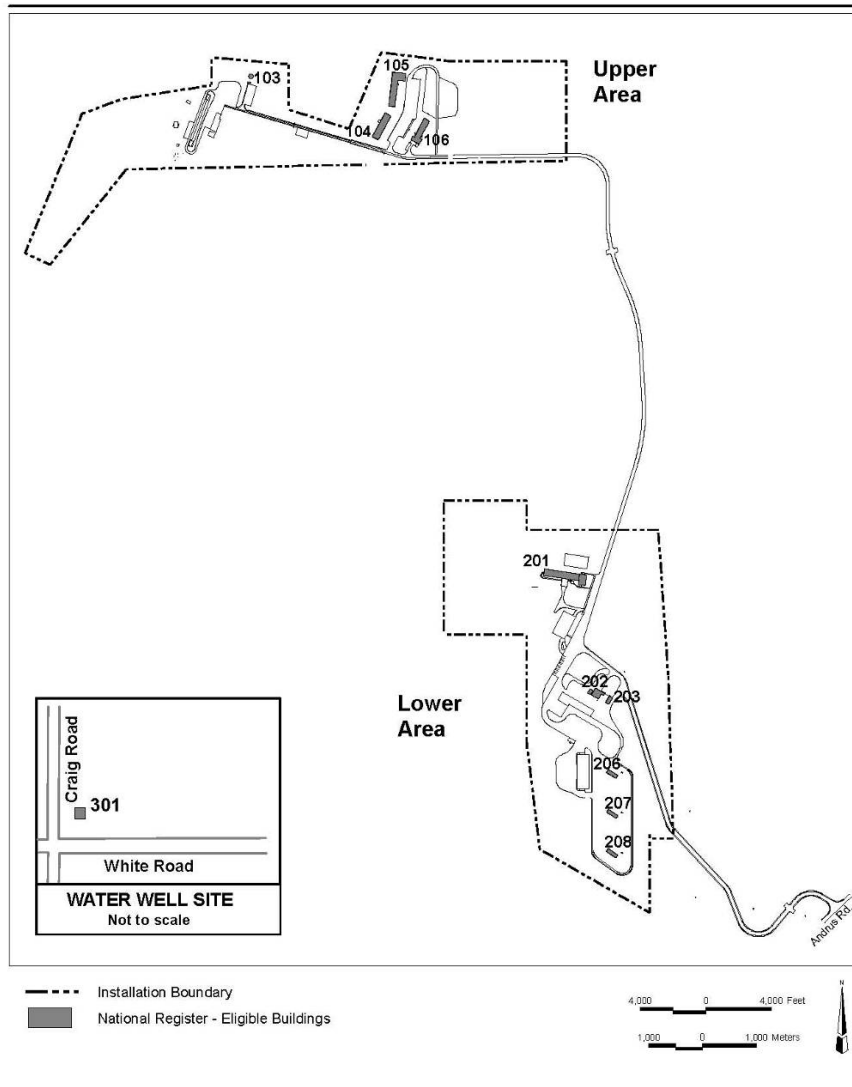 103
105
Upper
Area
104
106
201
202
203
Lower
Area
206
207
208
Craig Road
301
White Road
WATER WELL SITE
Not to scale
Andrus Rd.
Installation Boundary
National Register - Eligible Buildings
4,000 0 4,000 Feet
1,000 0 1,000 Meters
N